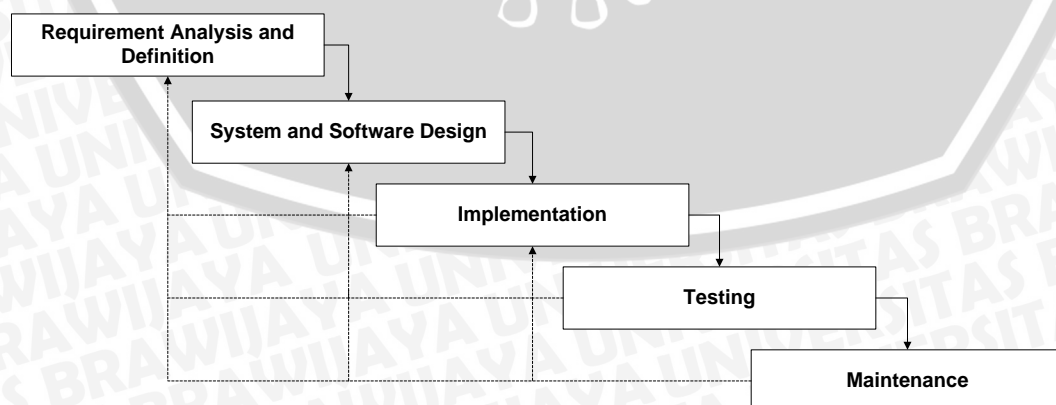 Requirement Analysis and
Definition
System and Software Design
Implementation
Testing
Maintenance